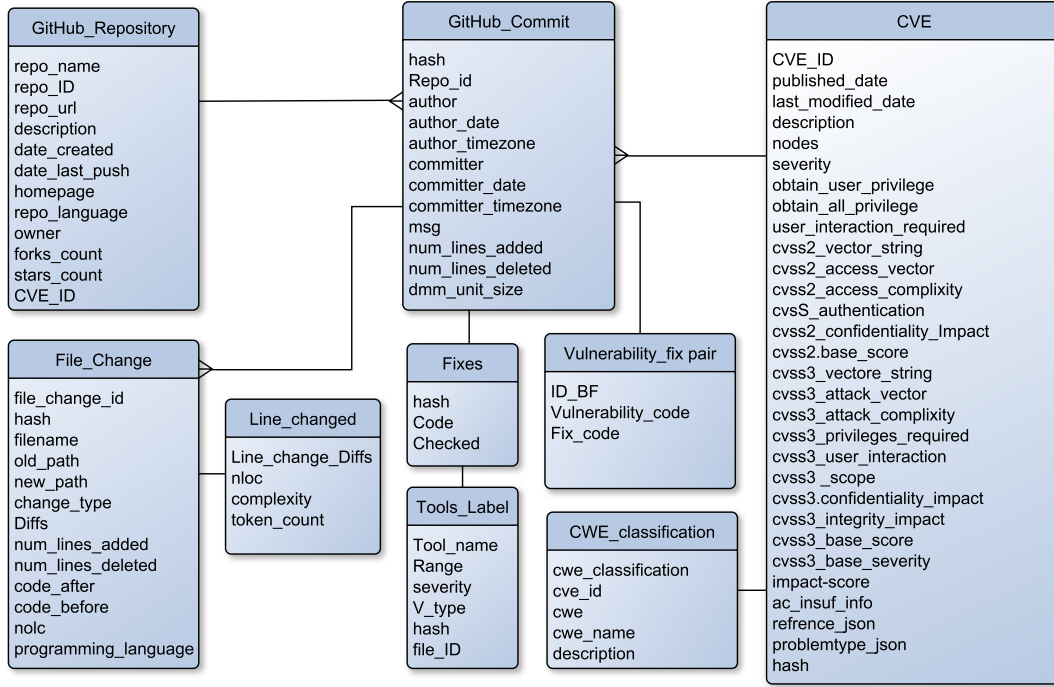 GitHub_Repository
repo_name
repo_ID
repo_url
description
date_created
date_last_push
homepage
repo_language
owner
forks_count
stars_count
CVE_ID
GitHub_Commit
hash
Repo_id
author
author_date
author_timezone
committer
committer_date
committer_timezone
msg
num_lines_added
num_lines_deleted
dmm_unit_size
CVE
CVE_ID
published_date
last_modified_date
description
nodes
severity
obtain_user_privilege
obtain_all_privilege
user_interaction_required
cvss2_vector_string
cvss2_access_vector
cvss2_access_complixity
cvsS_authentication
cvss2_confidentiality_Impact
cvss2.base_score
cvss3_vectore_string
cvss3_attack_vector
cvss3_attack_complixity
cvss3_privileges_required
cvss3_user_interaction
cvss3 _scope
cvss3.confidentiality_impact
cvss3_integrity_impact
cvss3_base_score
cvss3_base_severity
impact-score
ac_insuf_info
refrence_json
problemtype_json
hash
File_Change
file_change_id
hash
filename
old_path
new_path
change_type
Diffs
num_lines_added
num_lines_deleted
code_after
code_before
nolc
programming_language
Line_changed
Line_change_Diffs
nloc
complexity
token_count
Fixes
hash
Code
Checked
Vulnerability_fix pair
ID_BF
Vulnerability_code
Fix_code
Tools_Label
Tool_name
Range
severity
V_type
hash
file_ID
CWE_classification
cwe_classification
cve_id
cwe
cwe_name
description